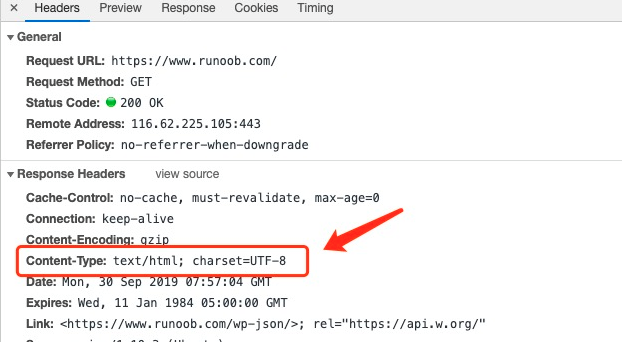 × Headers Preview Response Cookies Timing
▼ General
Request URL: https://www.runoob.com/
Request Method: GET
Status Code: 200 OK
Remote Address: 116.62.225.105:443
Referrer Policy: no-referrer-when-downgrade
▼ Response Headers view source
Cache-Control: no-cache, must-revalidate, max-age=0
Connection: keep-alive
Content-Encoding: gzip
Content-Type: text/html; charset=UTF-8
Date: Mon, 30 Sep 2019 07:57:04 GMT
Expires: Wed, 11 Jan 1984 05:00:00 GMT
Link: <https://www.runoob.com/wp-json/>; rel="https://api.w.org/"